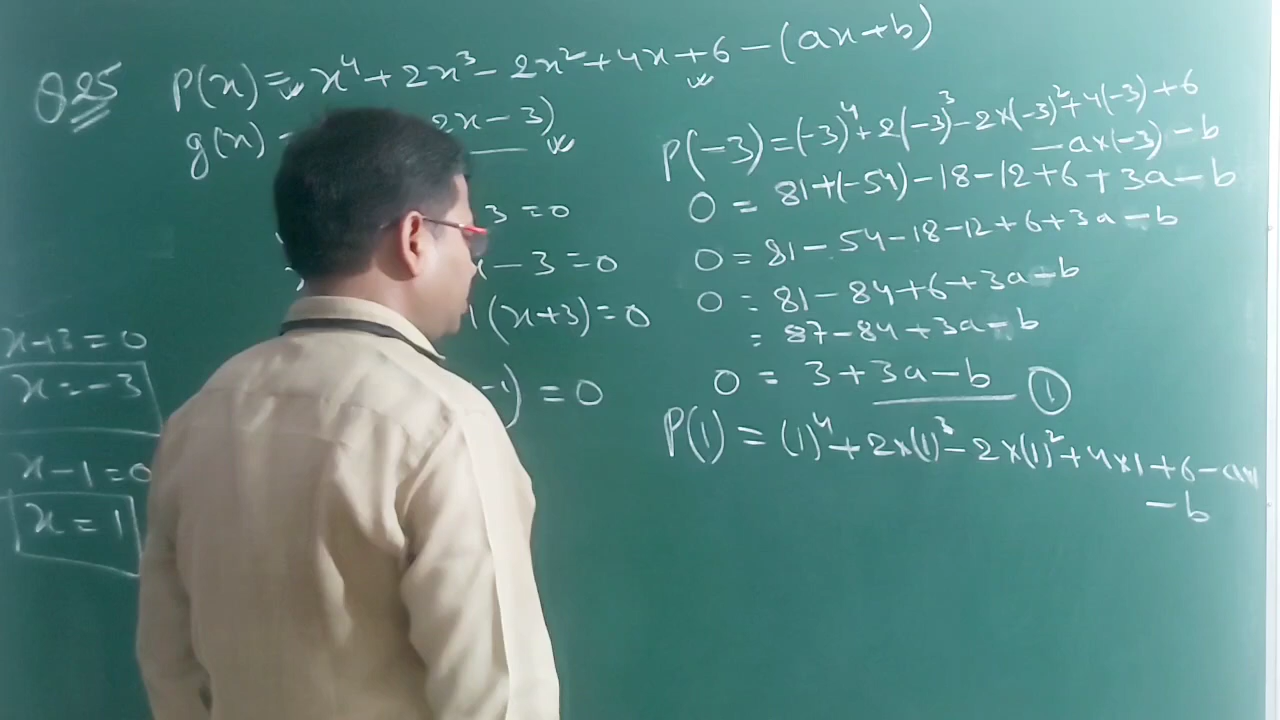 Q25
P(x) = x⁴ + 2x³ - 2x² + 4x + 6 - (ax + b)
g(x) = 2x - 3)
3 = 0
x - 3 = 0
1(x+3) = 0
-1) = 0
x+3 = 0
x = -3
x - 1 = 0
x = 1
P(-3) = (-3)⁴ + 2(-3)³ - 2×(-3)² + 4(-3) + 6
- a×(-3) - b
0 = 81 + (-54) - 18 - 12 + 6 + 3a - b
0 = 81 - 54 - 18 - 12 + 6 + 3a - b
0 = 81 - 84 + 6 + 3a - b
= 87 - 84 + 3a - b
0 = 3 + 3a - b ①
P(1) = (1)⁴ + 2×(1)³ - 2×(1)² + 4×1 + 6 - a×1
- b